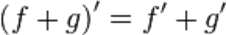 (f + g)′ = f′ + g′